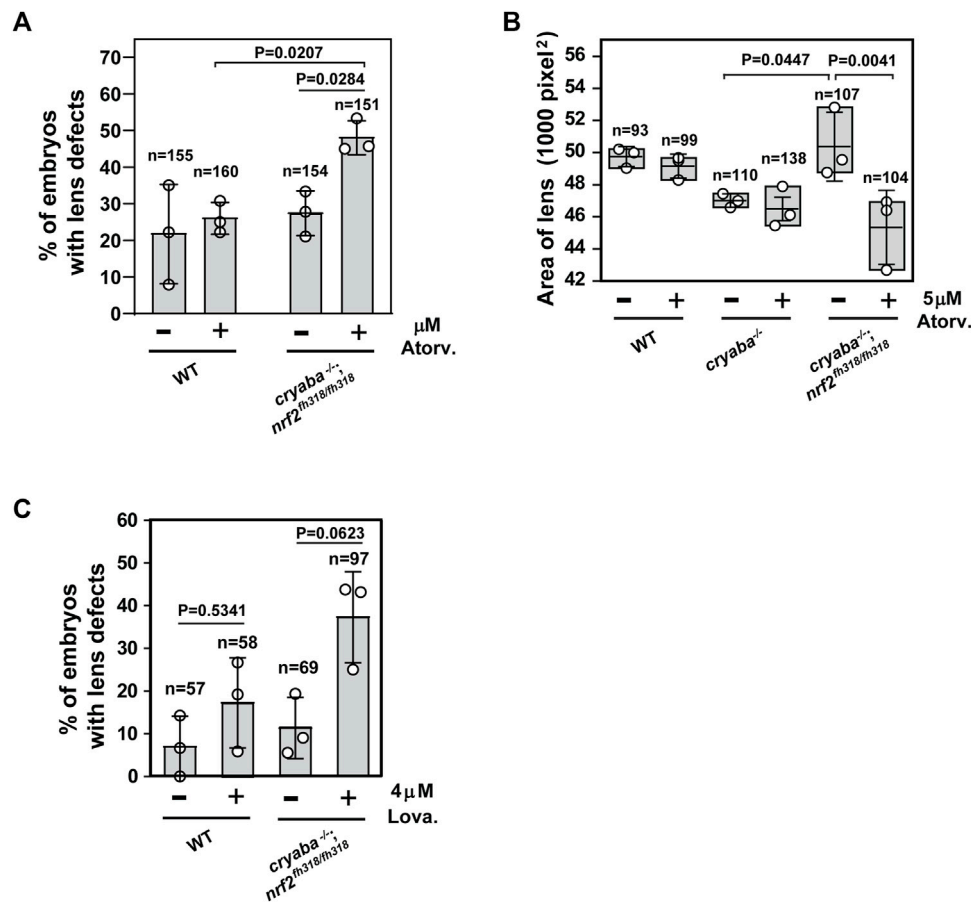 A
% of embryos
with lens defects
70
60
50
40
30
20
10
0
P=0.0207
P=0.0284
n=155
n=160
n=154
n=151
− + − +
μM
Atorv.
WT
cryaba-/-;
nrf2fh318/fh318
B
Area of lens (1000 pixel2)
56
54
52
50
48
46
44
42
P=0.0447
P=0.0041
n=93
n=99
n=110
n=138
n=107
n=104
− + − + − +
5μM
Atorv.
WT
cryaba-/-
cryaba-/-;
nrf2fh318/fh318
C
% of embryos
with lens defects
60
50
40
30
20
10
0
P=0.5341
P=0.0623
n=57
n=58
n=69
n=97
− + − +
4μM
Lova.
WT
cryaba-/-;
nrf2fh318/fh318